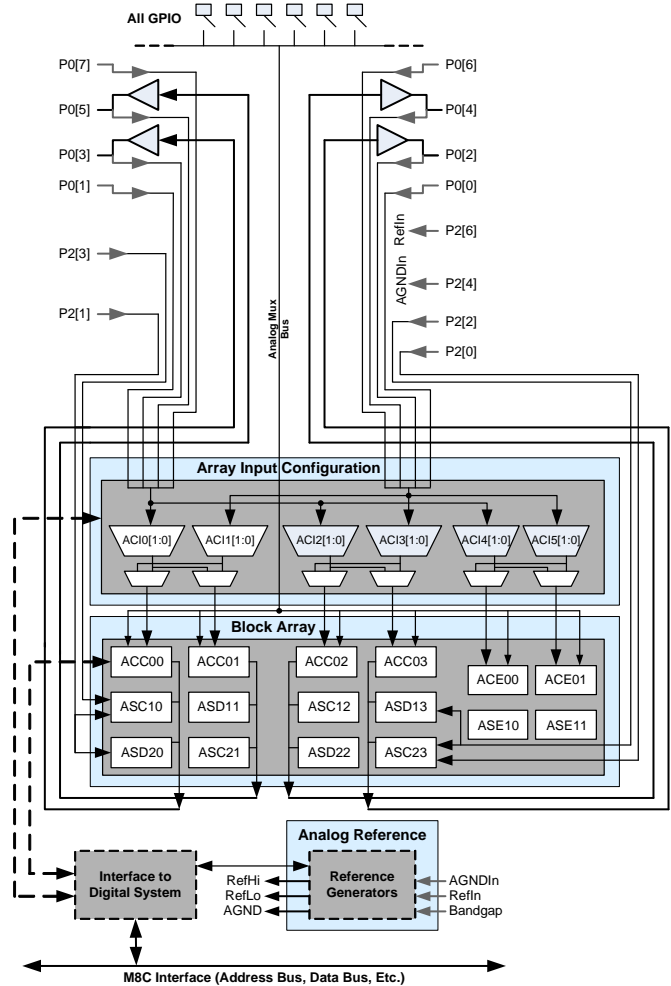 All GPIO
P0[7]
P0[6]
P0[5]
P0[4]
P0[3]
P0[2]
P0[1]
P0[0]
RefIn
P2[6]
P2[3]
AGNDIn
P2[4]
P2[1]
Analog Mux
Bus
P2[2]
P2[0]
Array Input Configuration
ACI0[1:0]
ACI1[1:0]
ACI2[1:0]
ACI3[1:0]
ACI4[1:0]
ACI5[1:0]
Block Array
ACC00
ACC01
ACC02
ACC03
ACE00
ACE01
ASC10
ASD11
ASC12
ASD13
ASE10
ASE11
ASD20
ASC21
ASD22
ASC23
Analog Reference
Interface to
Digital System
RefHi
RefLo
AGND
Reference
Generators
AGNDIn
RefIn
Bandgap
M8C Interface (Address Bus, Data Bus, Etc.)